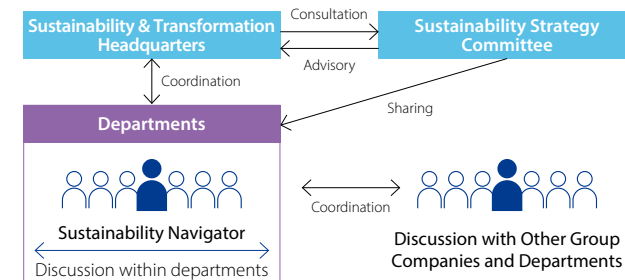 Sustainability & Transformation
Headquarters
Consultation
Advisory
Sustainability Strategy
Committee
Coordination
Sharing
Departments
Sustainability Navigator
Discussion within departments
Coordination
Discussion with Other Group
Companies and Departments